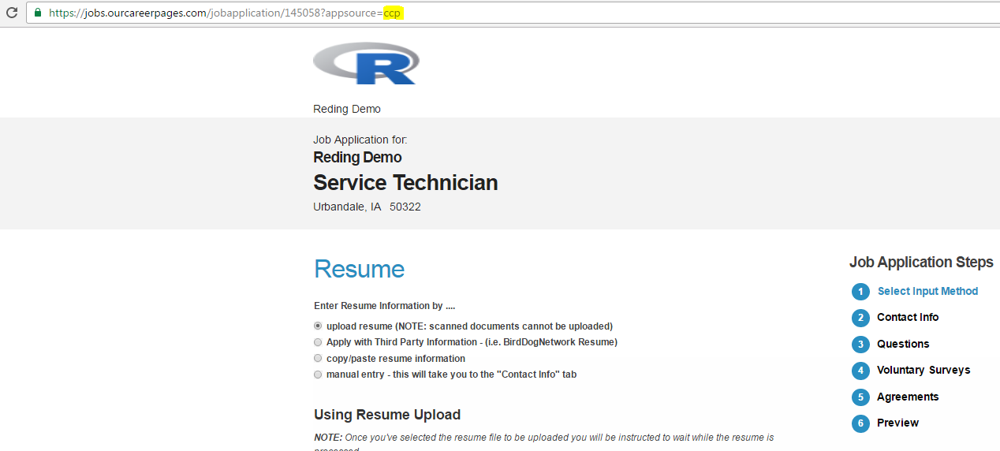 https://jobs.ourcareerpages.com/jobapplication/145058?appsource=ccp
R
Reding Demo
Job Application for:
Reding Demo
Service Technician
Urbandale, IA 50322
Resume
Enter Resume Information by ....
upload resume (NOTE: scanned documents cannot be uploaded)
Apply with Third Party Information - (i.e. BirdDogNetwork Resume)
copy/paste resume information
manual entry - this will take you to the "Contact Info" tab
Using Resume Upload
NOTE: Once you've selected the resume file to be uploaded you will be instructed to wait while the resume is
Job Application Steps
1 Select Input Method
2 Contact Info
3 Questions
4 Voluntary Surveys
5 Agreements
6 Preview